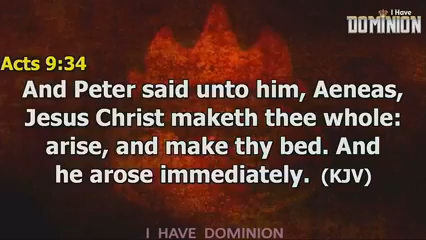 I Have
DOMINION
Acts 9:34
And Peter said unto him, Aeneas,
Jesus Christ maketh thee whole:
arise, and make thy bed. And
he arose immediately. (KJV)
I HAVE DOMINION